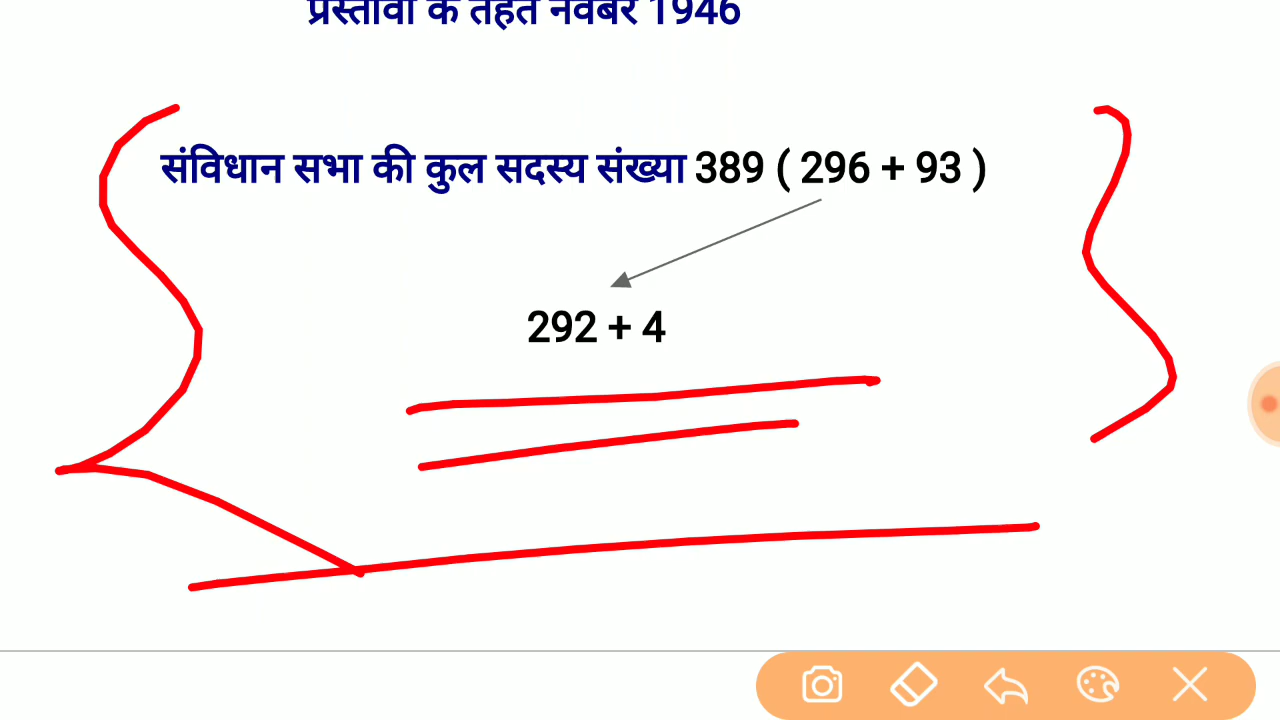 प्रस्तावों के तहत नवंबर 1946
संविधान सभा की कुल सदस्य संख्या 389 ( 296 + 93 )
292 + 4